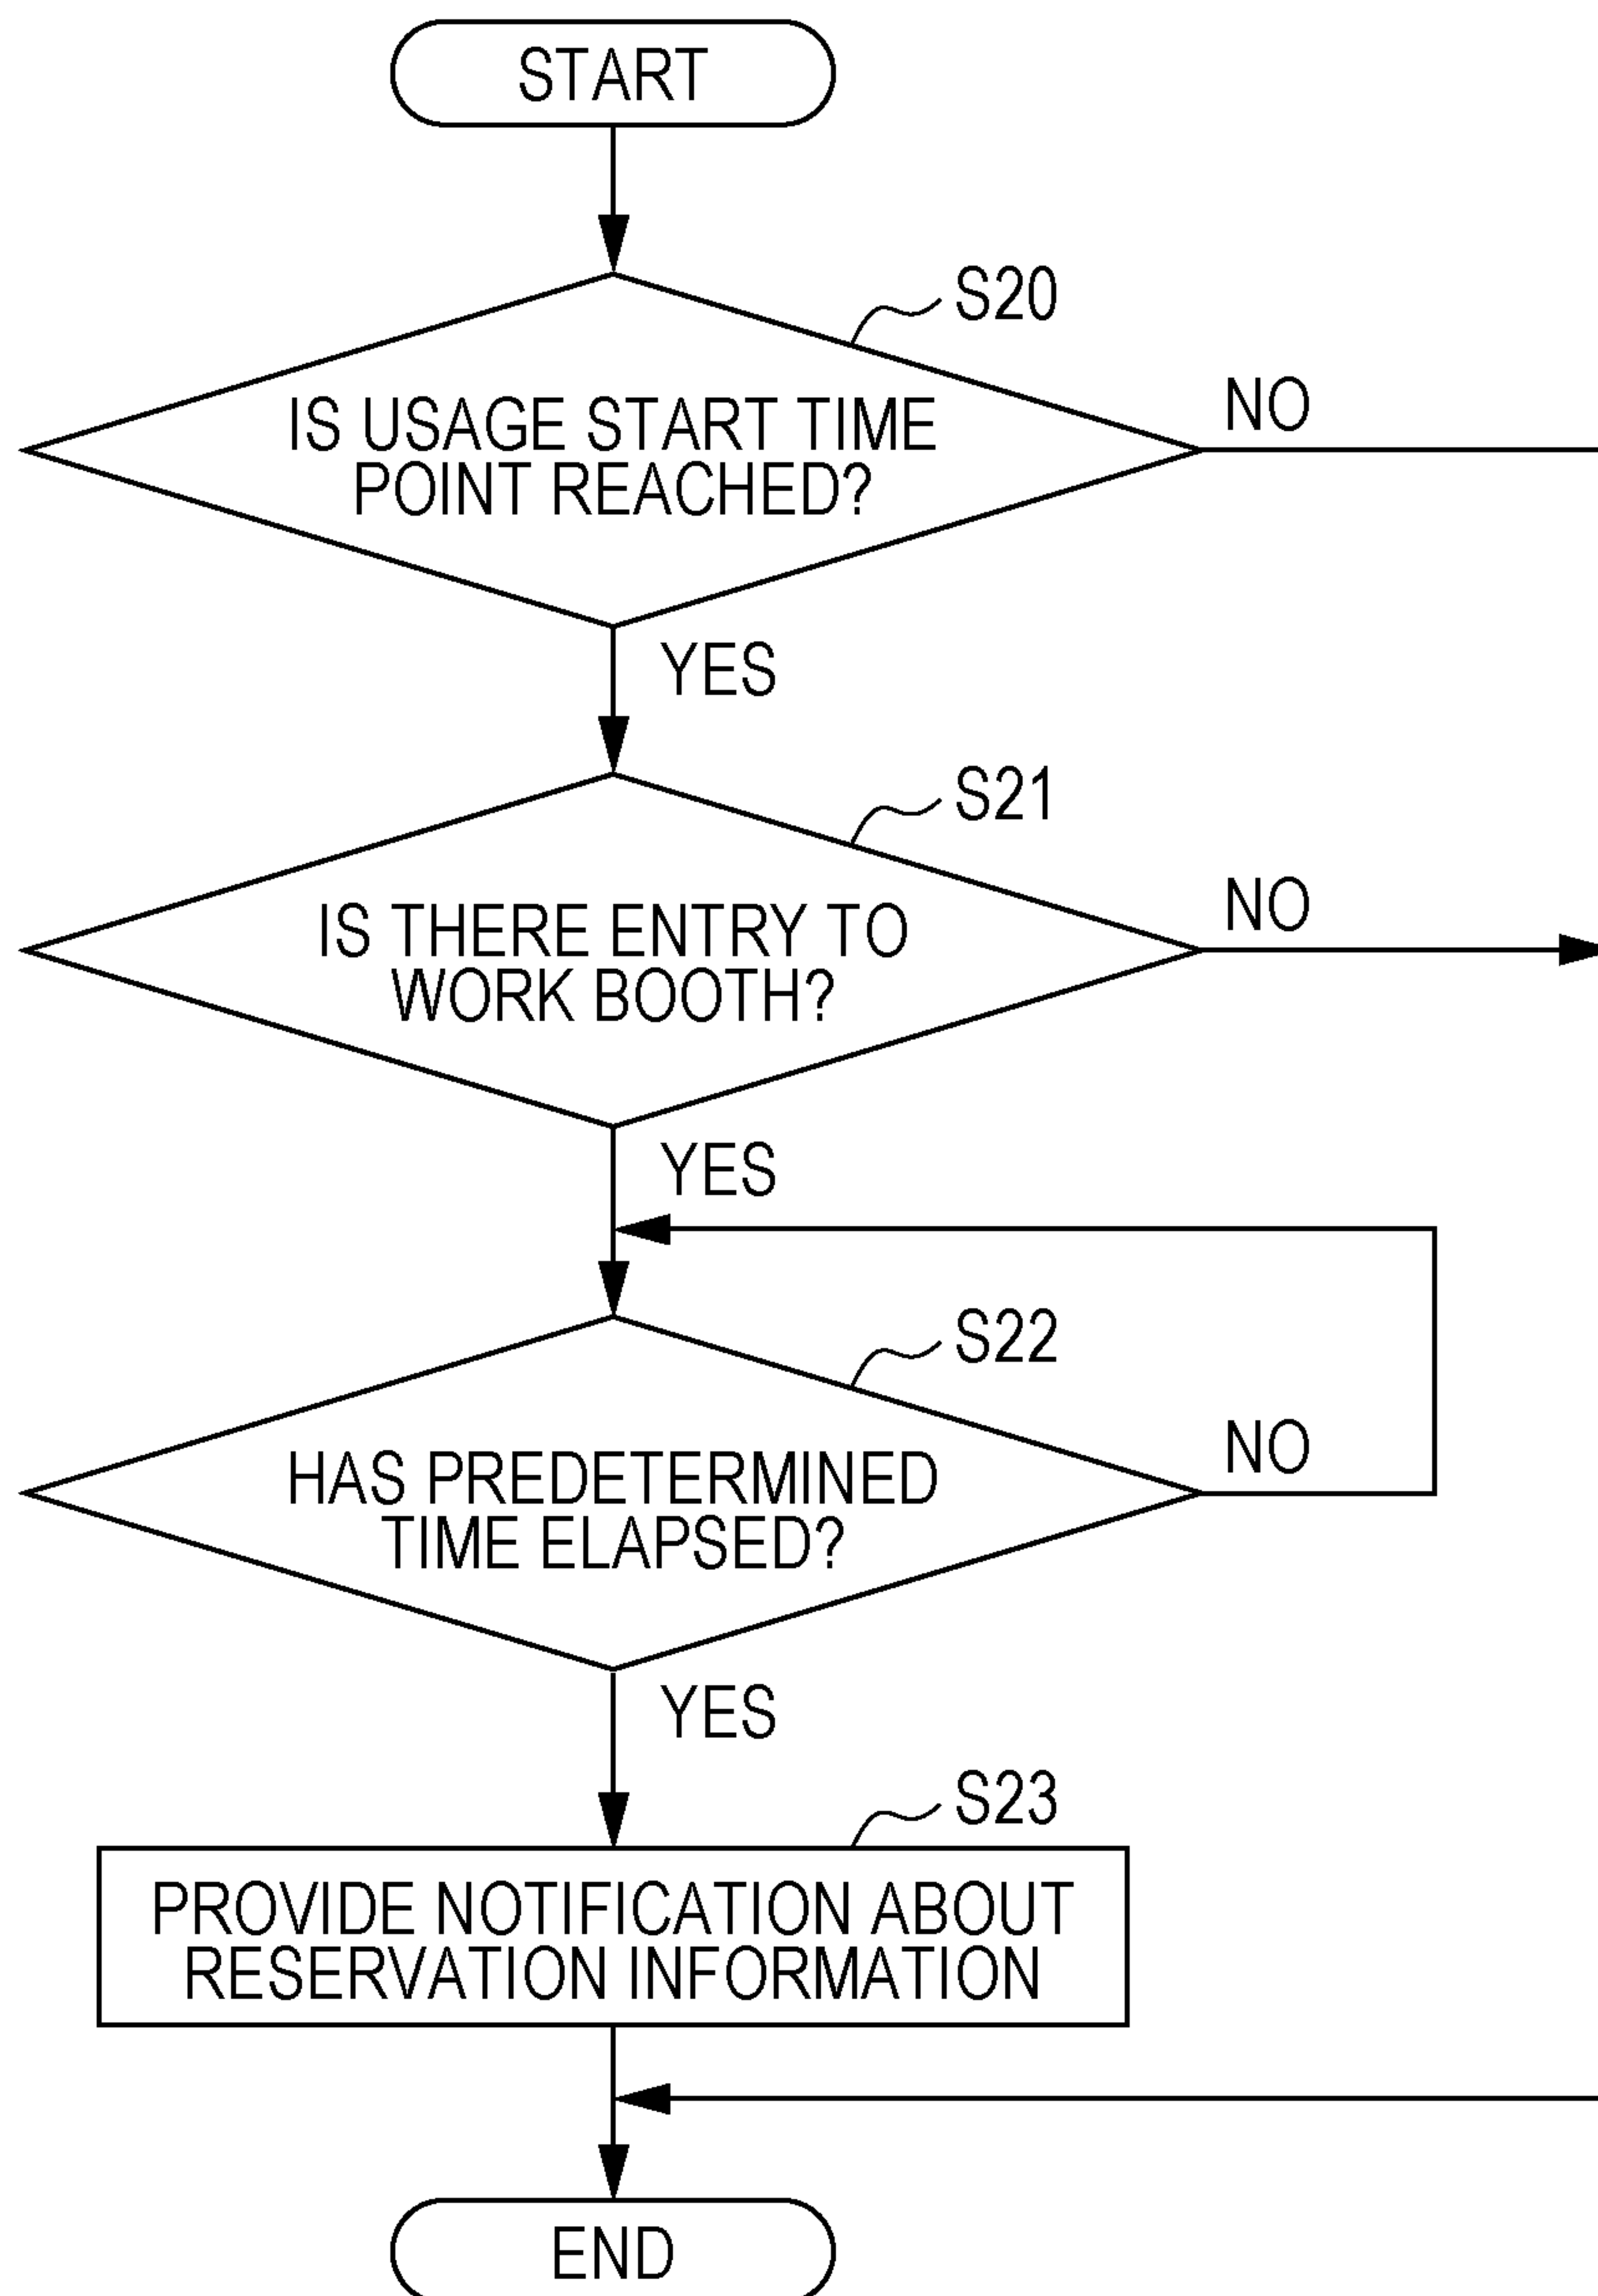 START
S20
IS USAGE START TIME
POINT REACHED?
NO
YES
S21
IS THERE ENTRY TO
WORK BOOTH?
NO
YES
S22
HAS PREDETERMINED
TIME ELAPSED?
NO
YES
S23
PROVIDE NOTIFICATION ABOUT
RESERVATION INFORMATION
END